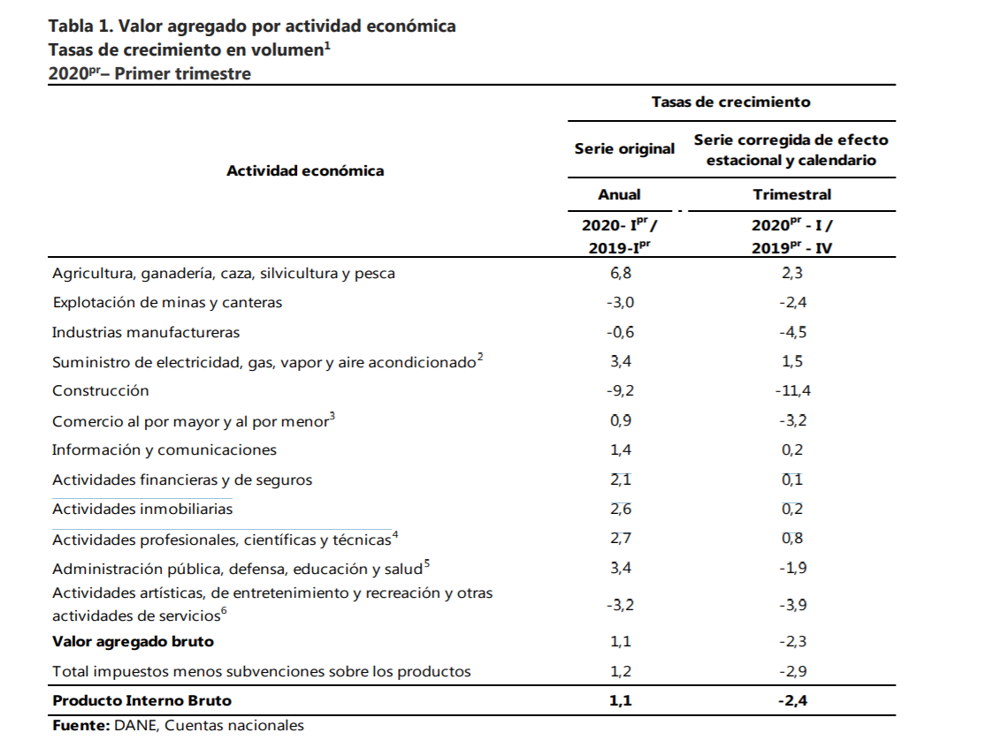 Tabla 1. Valor agregado por actividad económica
Tasas de crecimiento en volumen¹
2020ᵖʳ– Primer trimestre
Tasas de crecimiento
Actividad económica
Serie original
Serie corregida de efecto
estacional y calendario
Anual - Trimestral
2020- Iᵖʳ /
2019-Iᵖʳ
2020ᵖʳ - I /
2019ᵖʳ - IV
Agricultura, ganadería, caza, silvicultura y pesca 6,8 2,3
Explotación de minas y canteras -3,0 -2,4
Industrias manufactureras -0,6 -4,5
Suministro de electricidad, gas, vapor y aire acondicionado² 3,4 1,5
Construcción -9,2 -11,4
Comercio al por mayor y al por menor³ 0,9 -3,2
Información y comunicaciones 1,4 0,2
Actividades financieras y de seguros 2,1 0,1
Actividades inmobiliarias 2,6 0,2
Actividades profesionales, científicas y técnicas⁴ 2,7 0,8
Administración pública, defensa, educación y salud⁵ 3,4 -1,9
Actividades artísticas, de entretenimiento y recreación y otras
actividades de servicios⁶ -3,2 -3,9
Valor agregado bruto 1,1 -2,3
Total impuestos menos subvenciones sobre los productos 1,2 -2,9
Producto Interno Bruto 1,1 -2,4
Fuente: DANE, Cuentas nacionales